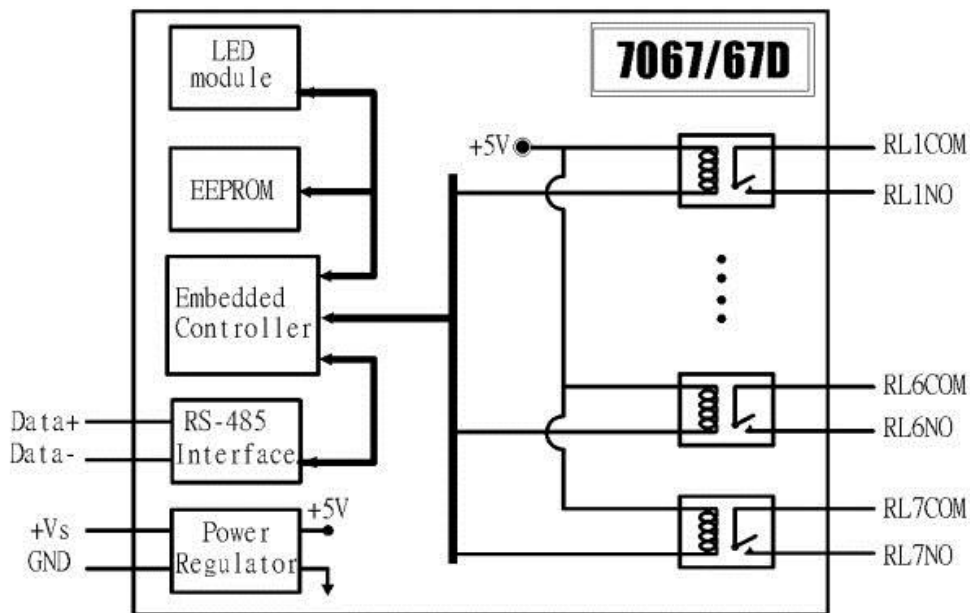 LED
module
7067/67D
+5V
RL1COM
EEPROM
RL1NO
Embedded
Controller
RL6COM
Data+
RS-485
RL6NO
Data-
Interface
+5V
RL7COM
+Vs
Power
GND
Regulator
RL7NO